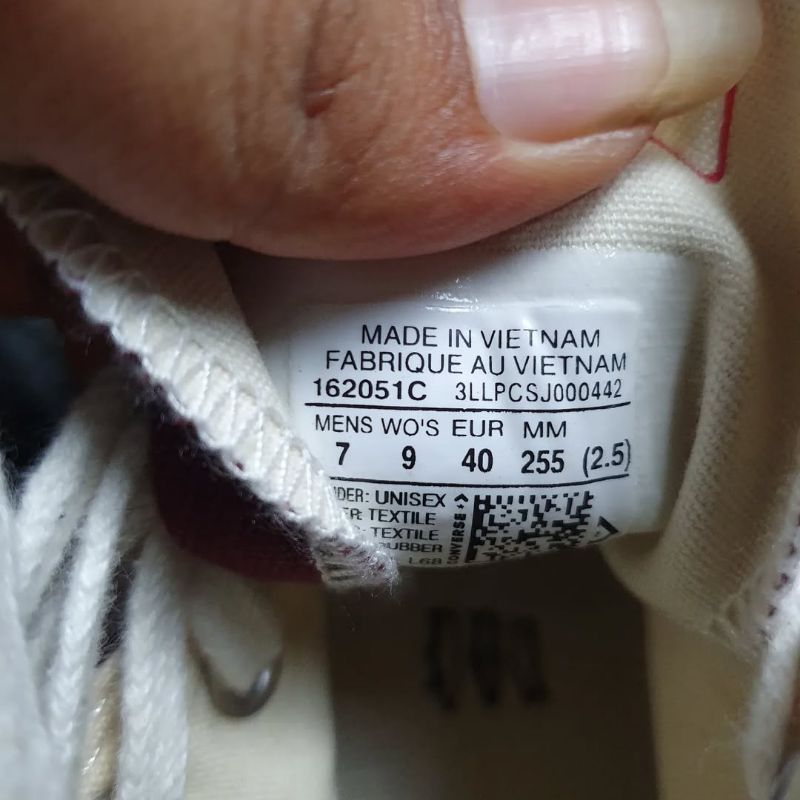 MADE IN VIETNAM
FABRIQUE AU VIETNAM
162051C 3LLPCSJ000442
MENS WO'S EUR MM
7 9 40 255 (2.5)
UNISEX
TEXTILE
TEXTILE
L68
CONVERSE